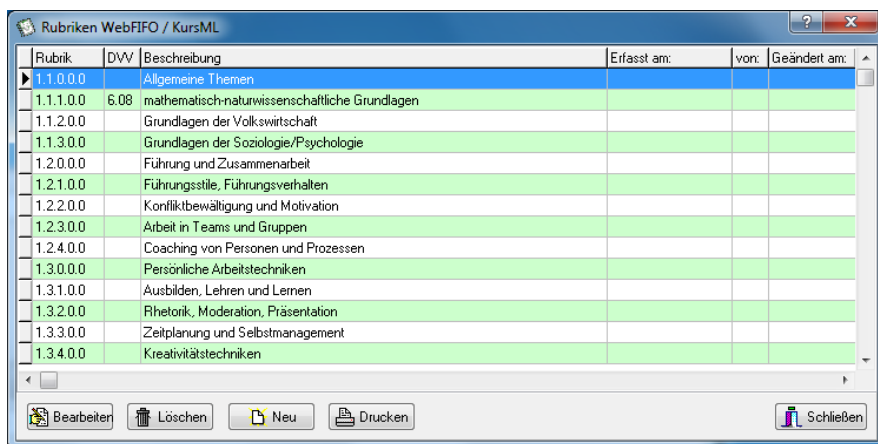 Rubriken WebFIFO / KursML
Rubrik DVV Beschreibung Erfasst am: von: Geändert am:
1.1.0.0.0 Allgemeine Themen
1.1.1.0.0 6.08 mathematisch-naturwissenschaftliche Grundlagen
1.1.2.0.0 Grundlagen der Volkswirtschaft
1.1.3.0.0 Grundlagen der Soziologie/Psychologie
1.2.0.0.0 Führung und Zusammenarbeit
1.2.1.0.0 Führungsstile, Führungsverhalten
1.2.2.0.0 Konfliktbewältigung und Motivation
1.2.3.0.0 Arbeit in Teams und Gruppen
1.2.4.0.0 Coaching von Personen und Prozessen
1.3.0.0.0 Persönliche Arbeitstechniken
1.3.1.0.0 Ausbilden, Lehren und Lernen
1.3.2.0.0 Rhetorik, Moderation, Präsentation
1.3.3.0.0 Zeitplanung und Selbstmanagement
1.3.4.0.0 Kreativitätstechniken
Bearbeiten Löschen Neu Drucken Schließen